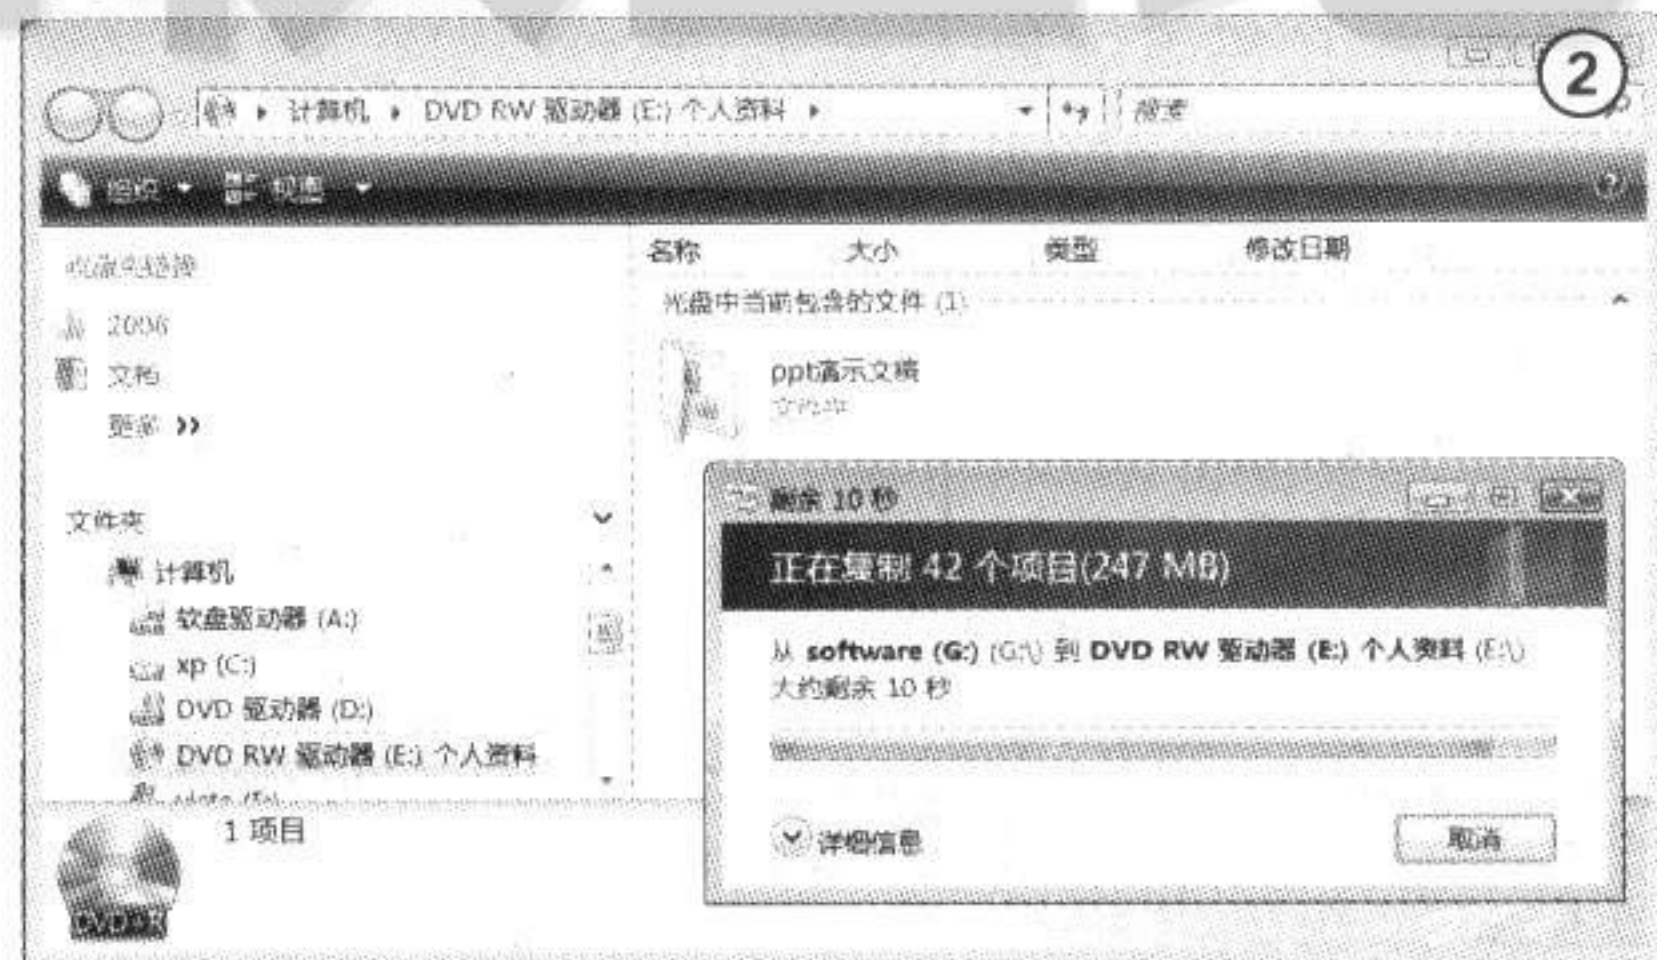 2
计算机 DVD RW 驱动器 (E:) 个人资料 搜索
组织 视图
名称 大小 类型 修改日期
光盘中当前包含的文件 (1)
文档
更多 >>
ppt演示文稿
文件夹
文件夹
计算机
软盘驱动器 (A:)
xp (C:)
DVD 驱动器 (D:)
DVD RW 驱动器 (E:) 个人资料
1 项目
DVD+R
剩余 10 秒
正在复制 42 个项目(247 MB)
从 software (G:) (G:\) 到 DVD RW 驱动器 (E:) 个人资料 (E:\)
大约剩余 10 秒
详细信息
取消